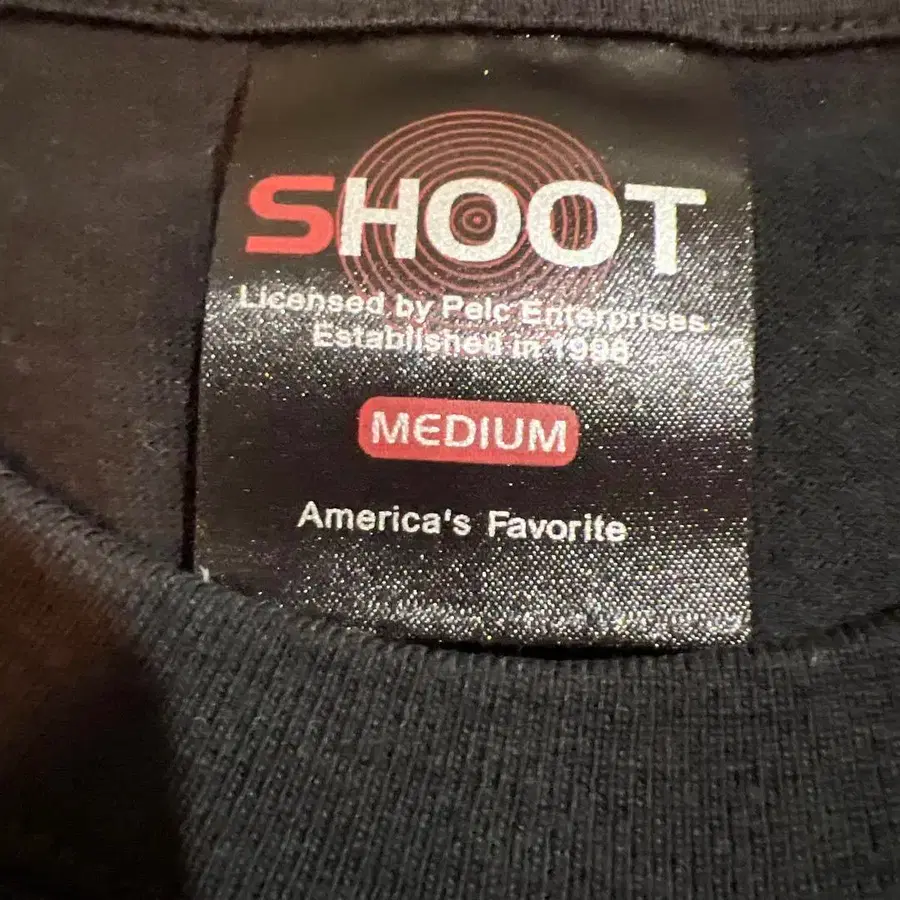 SHOOT
Licensed by Pelc Enterprises
Established in 1998
MEDIUM
America's Favorite